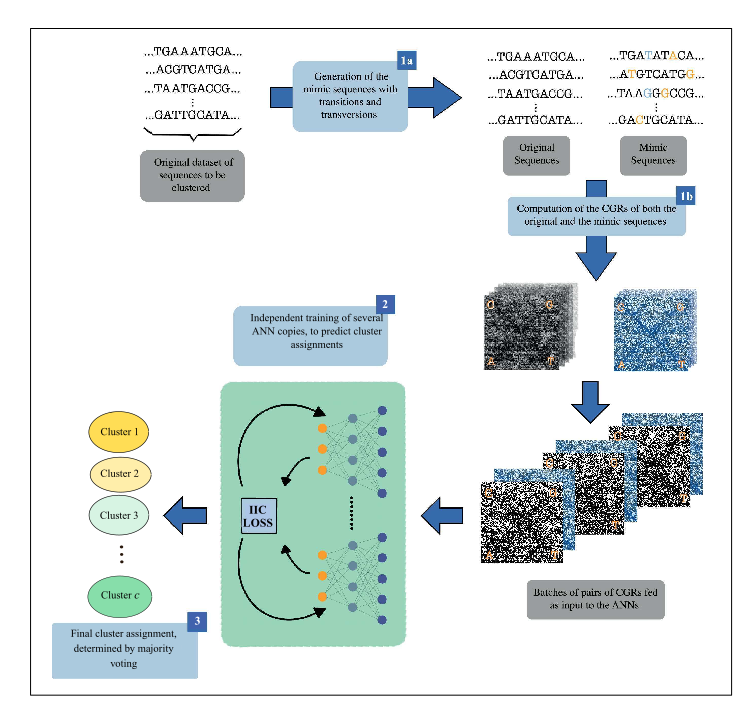 ...TGAAATGCA...
...ACGTCATGA...
...TAATGACCG...
...GATTGCATA...
Original dataset of
sequences to be
clustered
1a
Generation of the
mimic sequences with
transitions and
transversions
...TGAAATGCA...
...ACGTCATGA...
...TAATGACCG...
...GATTGCATA...
Original
Sequences
...TGATATACA...
...ATGTCATGG...
...TAAGGGCCG...
...GACTGCATA...
Mimic
Sequences
1b
Computation of the CGRs of both the
original and the mimic sequences
2
Independent training of several
ANN copies, to predict cluster
assignments
IIC
LOSS
Batches of pairs of CGRs fed
as input to the ANNs
Cluster 1
Cluster 2
Cluster 3
Cluster c
3
Final cluster assignment,
determined by majority
voting